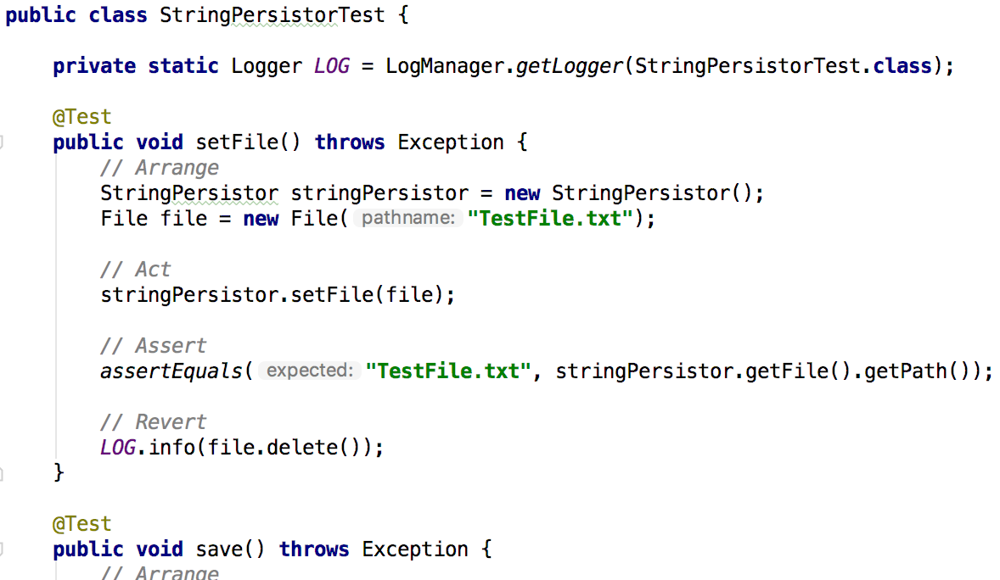 public class StringPersistorTest {
private static Logger LOG = LogManager.getLogger(StringPersistorTest.class);
@Test
public void setFile() throws Exception {
// Arrange
StringPersistor stringPersistor = new StringPersistor();
File file = new File( pathname: "TestFile.txt");
// Act
stringPersistor.setFile(file);
// Assert
assertEquals( expected: "TestFile.txt", stringPersistor.getFile().getPath());
// Revert
LOG.info(file.delete());
}
@Test
public void save() throws Exception {
// Arrange